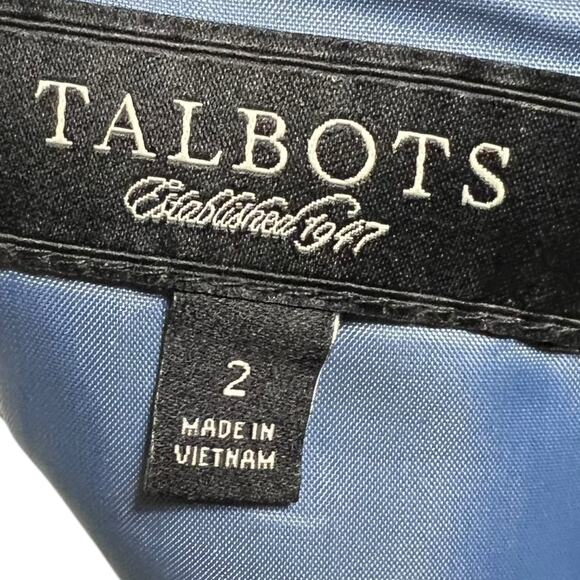 TALBOTS
Established 1947
2
MADE IN
VIETNAM